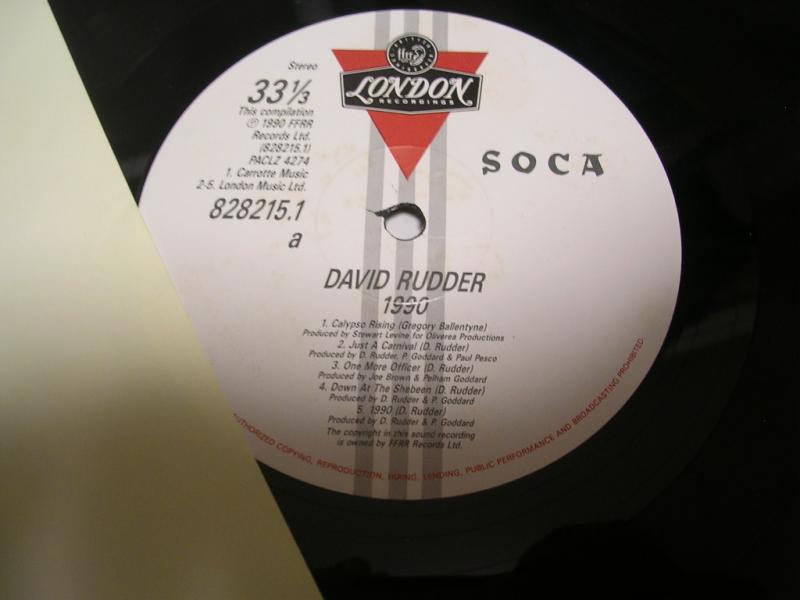 Stereo
33 1/3
This compilation
℗ 1990 FFRR
Records Ltd.
(828215.1)
PACLZ 4274
1. Carrotte Music
2-5. London Music Ltd.
828215.1
a
LONDON
RECORDINGS
SOCA
DAVID RUDDER
1990
1. Calypso Rising (Gregory Ballentyne)
Produced by Stewart Levine for Oliverea Productions
2. Just A Carnival (D. Rudder)
Produced by D. Rudder, P. Goddard & Paul Pesco
3. One More Officer (D. Rudder)
Produced by Joe Brown & Pelham Goddard
4. Down At The Shebeen (D. Rudder)
Produced by D. Rudder & P. Goddard
5. 1990 (D. Rudder)
Produced by D. Rudder & P. Goddard
The copyright in this sound recording
is owned by FFRR Records Ltd.
AUTHORIZED COPYING, REPRODUCTION, HIRING, LENDING, PUBLIC PERFORMANCE AND BROADCASTING PROHIBITED.